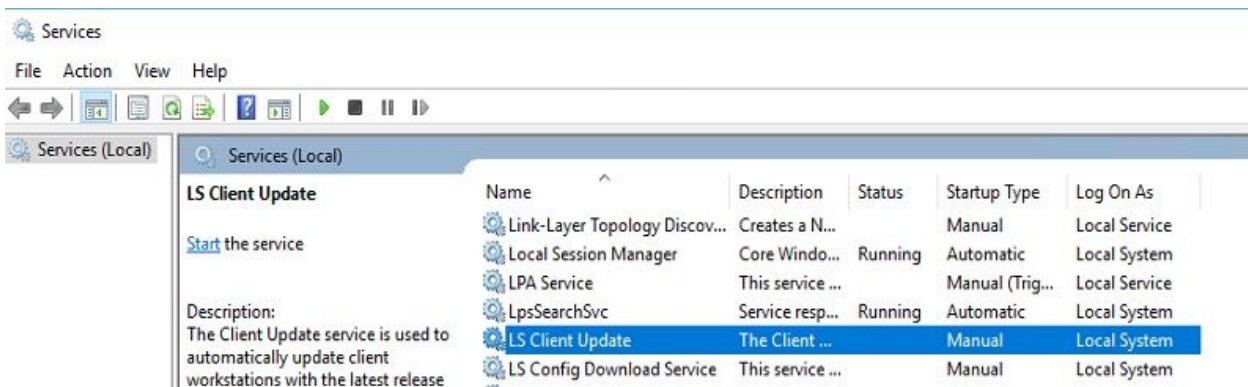 Services
File Action View Help
Services (Local)
Services (Local)
LS Client Update
Start the service
Description:
The Client Update service is used to
automatically update client
workstations with the latest release
Name Description Status Startup Type Log On As
Link-Layer Topology Discov... Creates a N... Manual Local Service
Local Session Manager Core Windo... Running Automatic Local System
LPA Service This service ... Manual (Trig... Local Service
LpsSearchSvc Service resp... Running Automatic Local System
LS Client Update The Client ... Manual Local System
LS Config Download Service This service ... Manual Local System